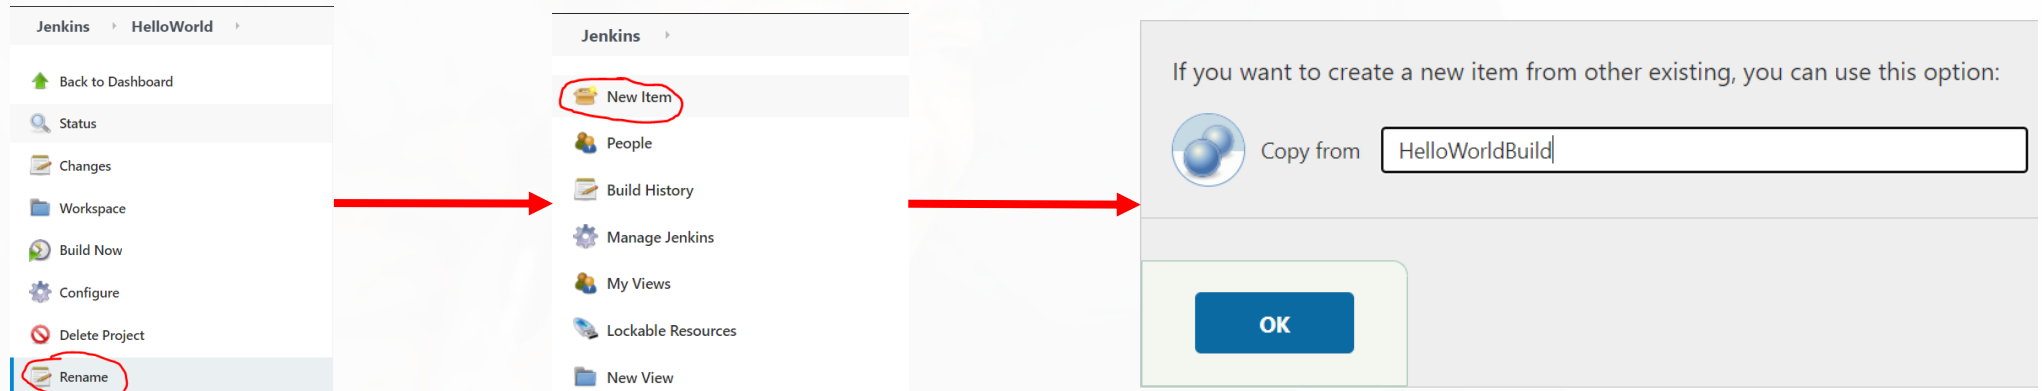 Jenkins HelloWorld
Back to Dashboard
Status
Changes
Workspace
Build Now
Configure
Delete Project
Rename
Jenkins
New Item
People
Build History
Manage Jenkins
My Views
Lockable Resources
New View
If you want to create a new item from other existing, you can use this option:
Copy from HelloWorldBuild
OK